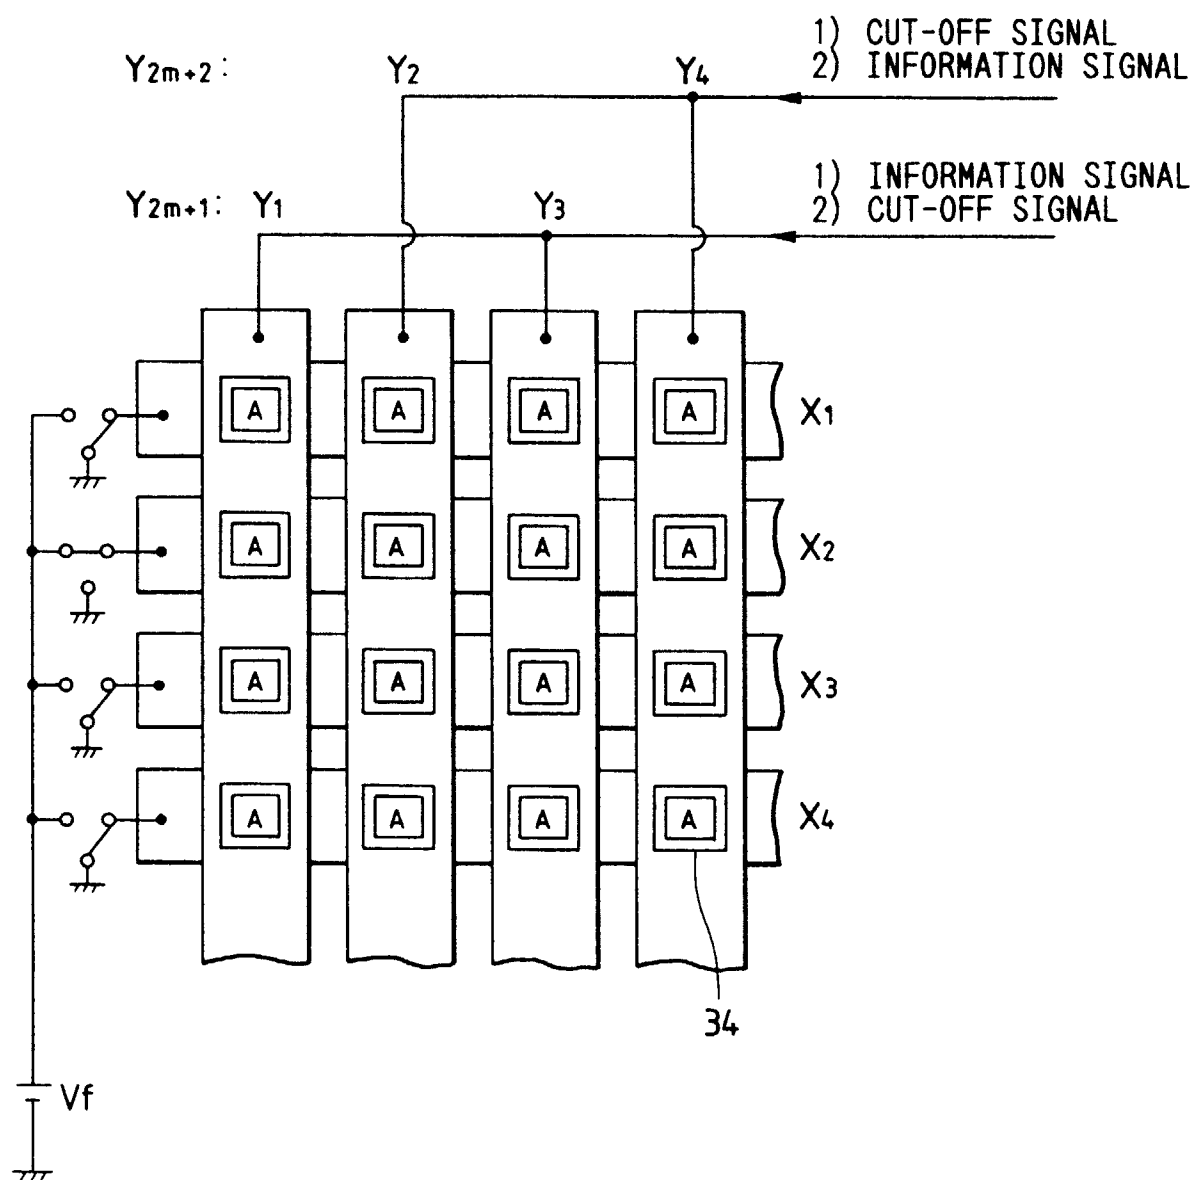 1) CUT-OFF SIGNAL
Y2m+2: Y2 Y4 2) INFORMATION SIGNAL
1) INFORMATION SIGNAL
Y2m+1: Y1 Y3 2) CUT-OFF SIGNAL
A A A A X1
A A A A X2
A A A A X3
A A A A X4
34
Vf